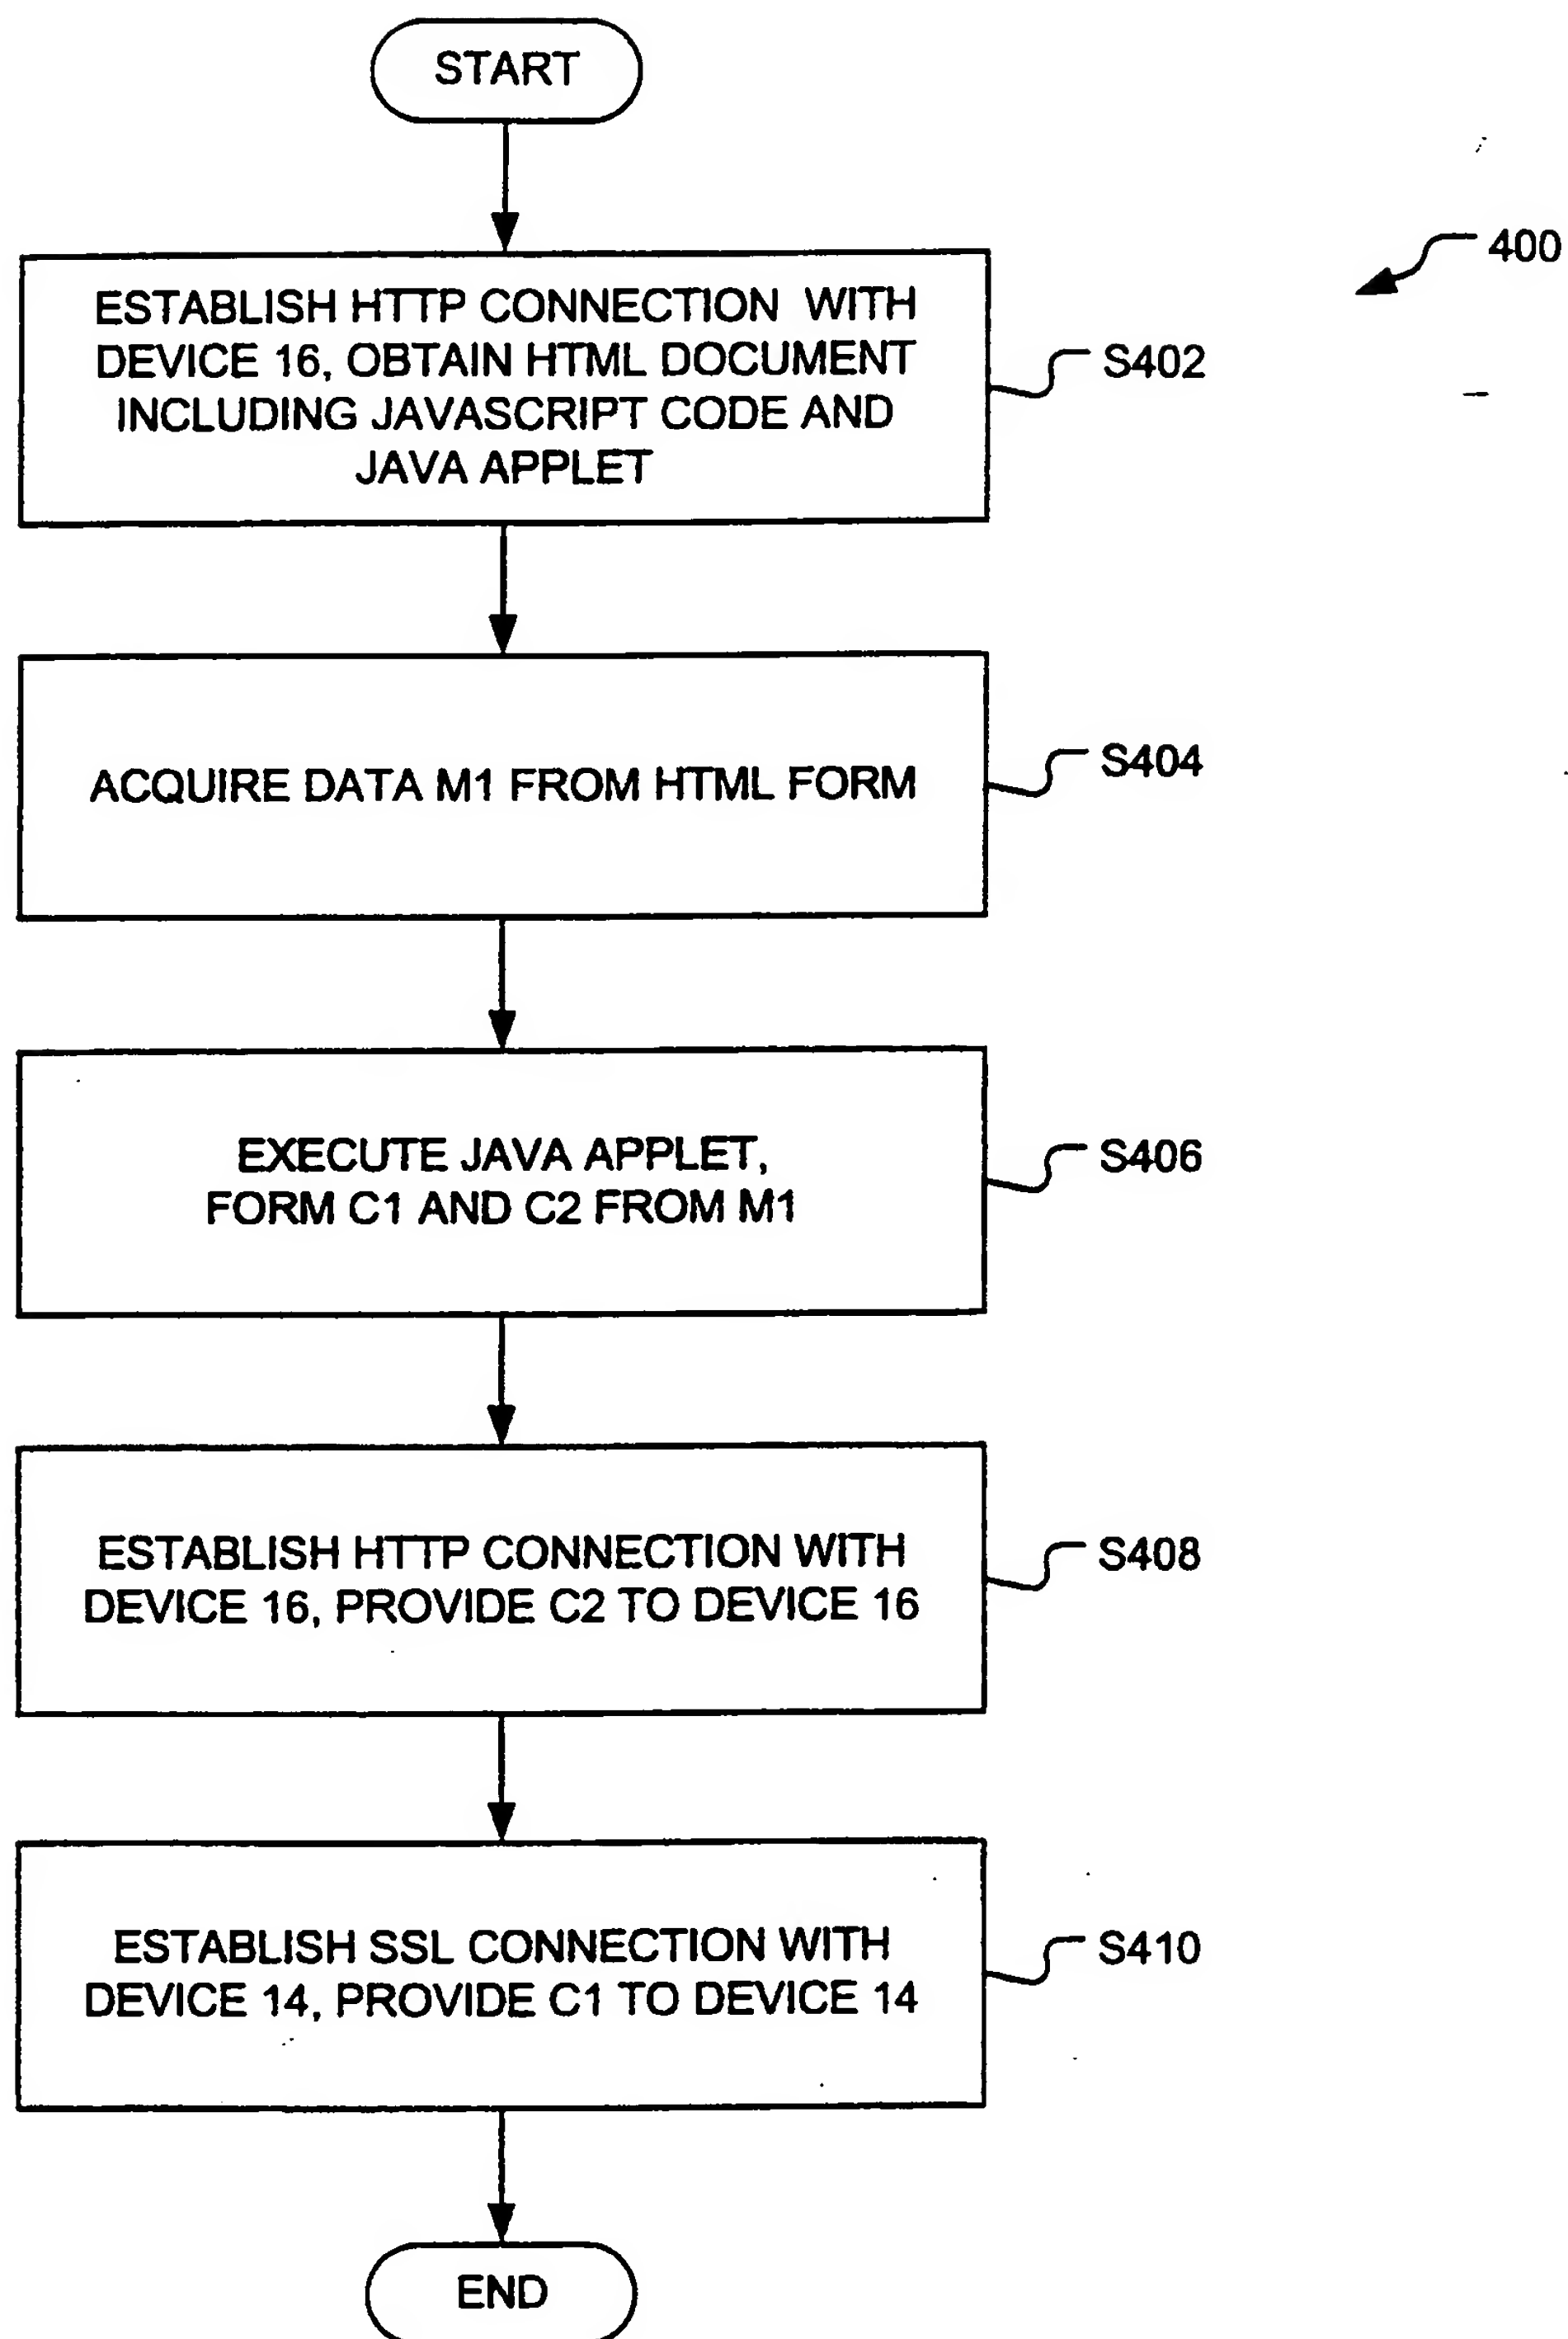 START
400
ESTABLISH HTTP CONNECTION WITH
DEVICE 16, OBTAIN HTML DOCUMENT
INCLUDING JAVASCRIPT CODE AND
JAVA APPLET
S402
ACQUIRE DATA M1 FROM HTML FORM
S404
EXECUTE JAVA APPLET,
FORM C1 AND C2 FROM M1
S406
ESTABLISH HTTP CONNECTION WITH
DEVICE 16, PROVIDE C2 TO DEVICE 16
S408
ESTABLISH SSL CONNECTION WITH
DEVICE 14, PROVIDE C1 TO DEVICE 14
S410
END